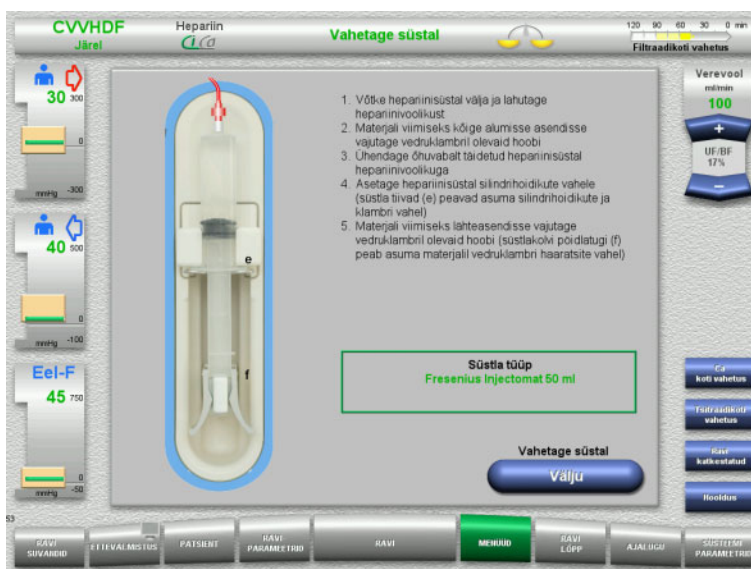 CVVHDF
Järel
Hepariin
CiCa
Vahetage süstal
120 90 60 30 0 min
Filtraadikoti vahetus
30 300
0
mmHg -300
40 500
0
mmHg -100
Eel-F
45 750
0
mmHg -50
1. Võtke hepariinisüstal välja ja lahutage
hepariinivoolikust
2. Materjali viimiseks kõige alumisse asendisse
vajutage vedruklambril olevaid hoobi
3. Ühendage õhuvabalt täidetud hepariinisüstal
hepariinivoolikuga
4. Asetage hepariinisüstal silindrihoidikute vahele
(süstla tiivad (e) peavad asuma silindrihoidikute ja
klambri vahel)
5. Materjali viimiseks lähteasendisse vajutage
vedruklambril olevaid hoobi (süstlakolvi pöidlatugi (f)
peab asuma materjalil vedruklambri haaratsite vahel)
e
f
Süstla tüüp
Fresenius Injectomat 50 ml
Vahetage süstal
Välju
Verevool
ml/min
100
+
UF/BF
17%
−
Ca
koti vahetus
Filtraadikoti
vahetus
Ravi
katkestatud
Hooldus
53
RAVI
SUVANDID
ETTEVALMISTUS
PATSIENT
RAVI-
PARAMEETRID
RAVI
MENÜÜD
RAVI
LÕPP
AJALUGU
SÜSTEEMI
PARAMEETRID